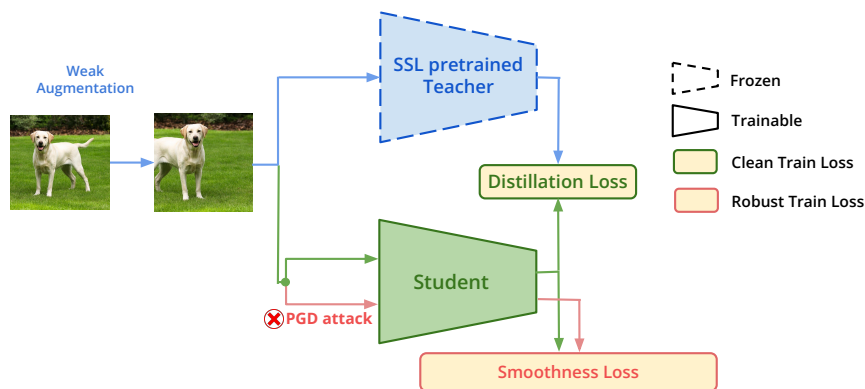 Weak
Augmentation
SSL pretrained
Teacher
Distillation Loss
Student
PGD attack
Smoothness Loss
Frozen
Trainable
Clean Train Loss
Robust Train Loss